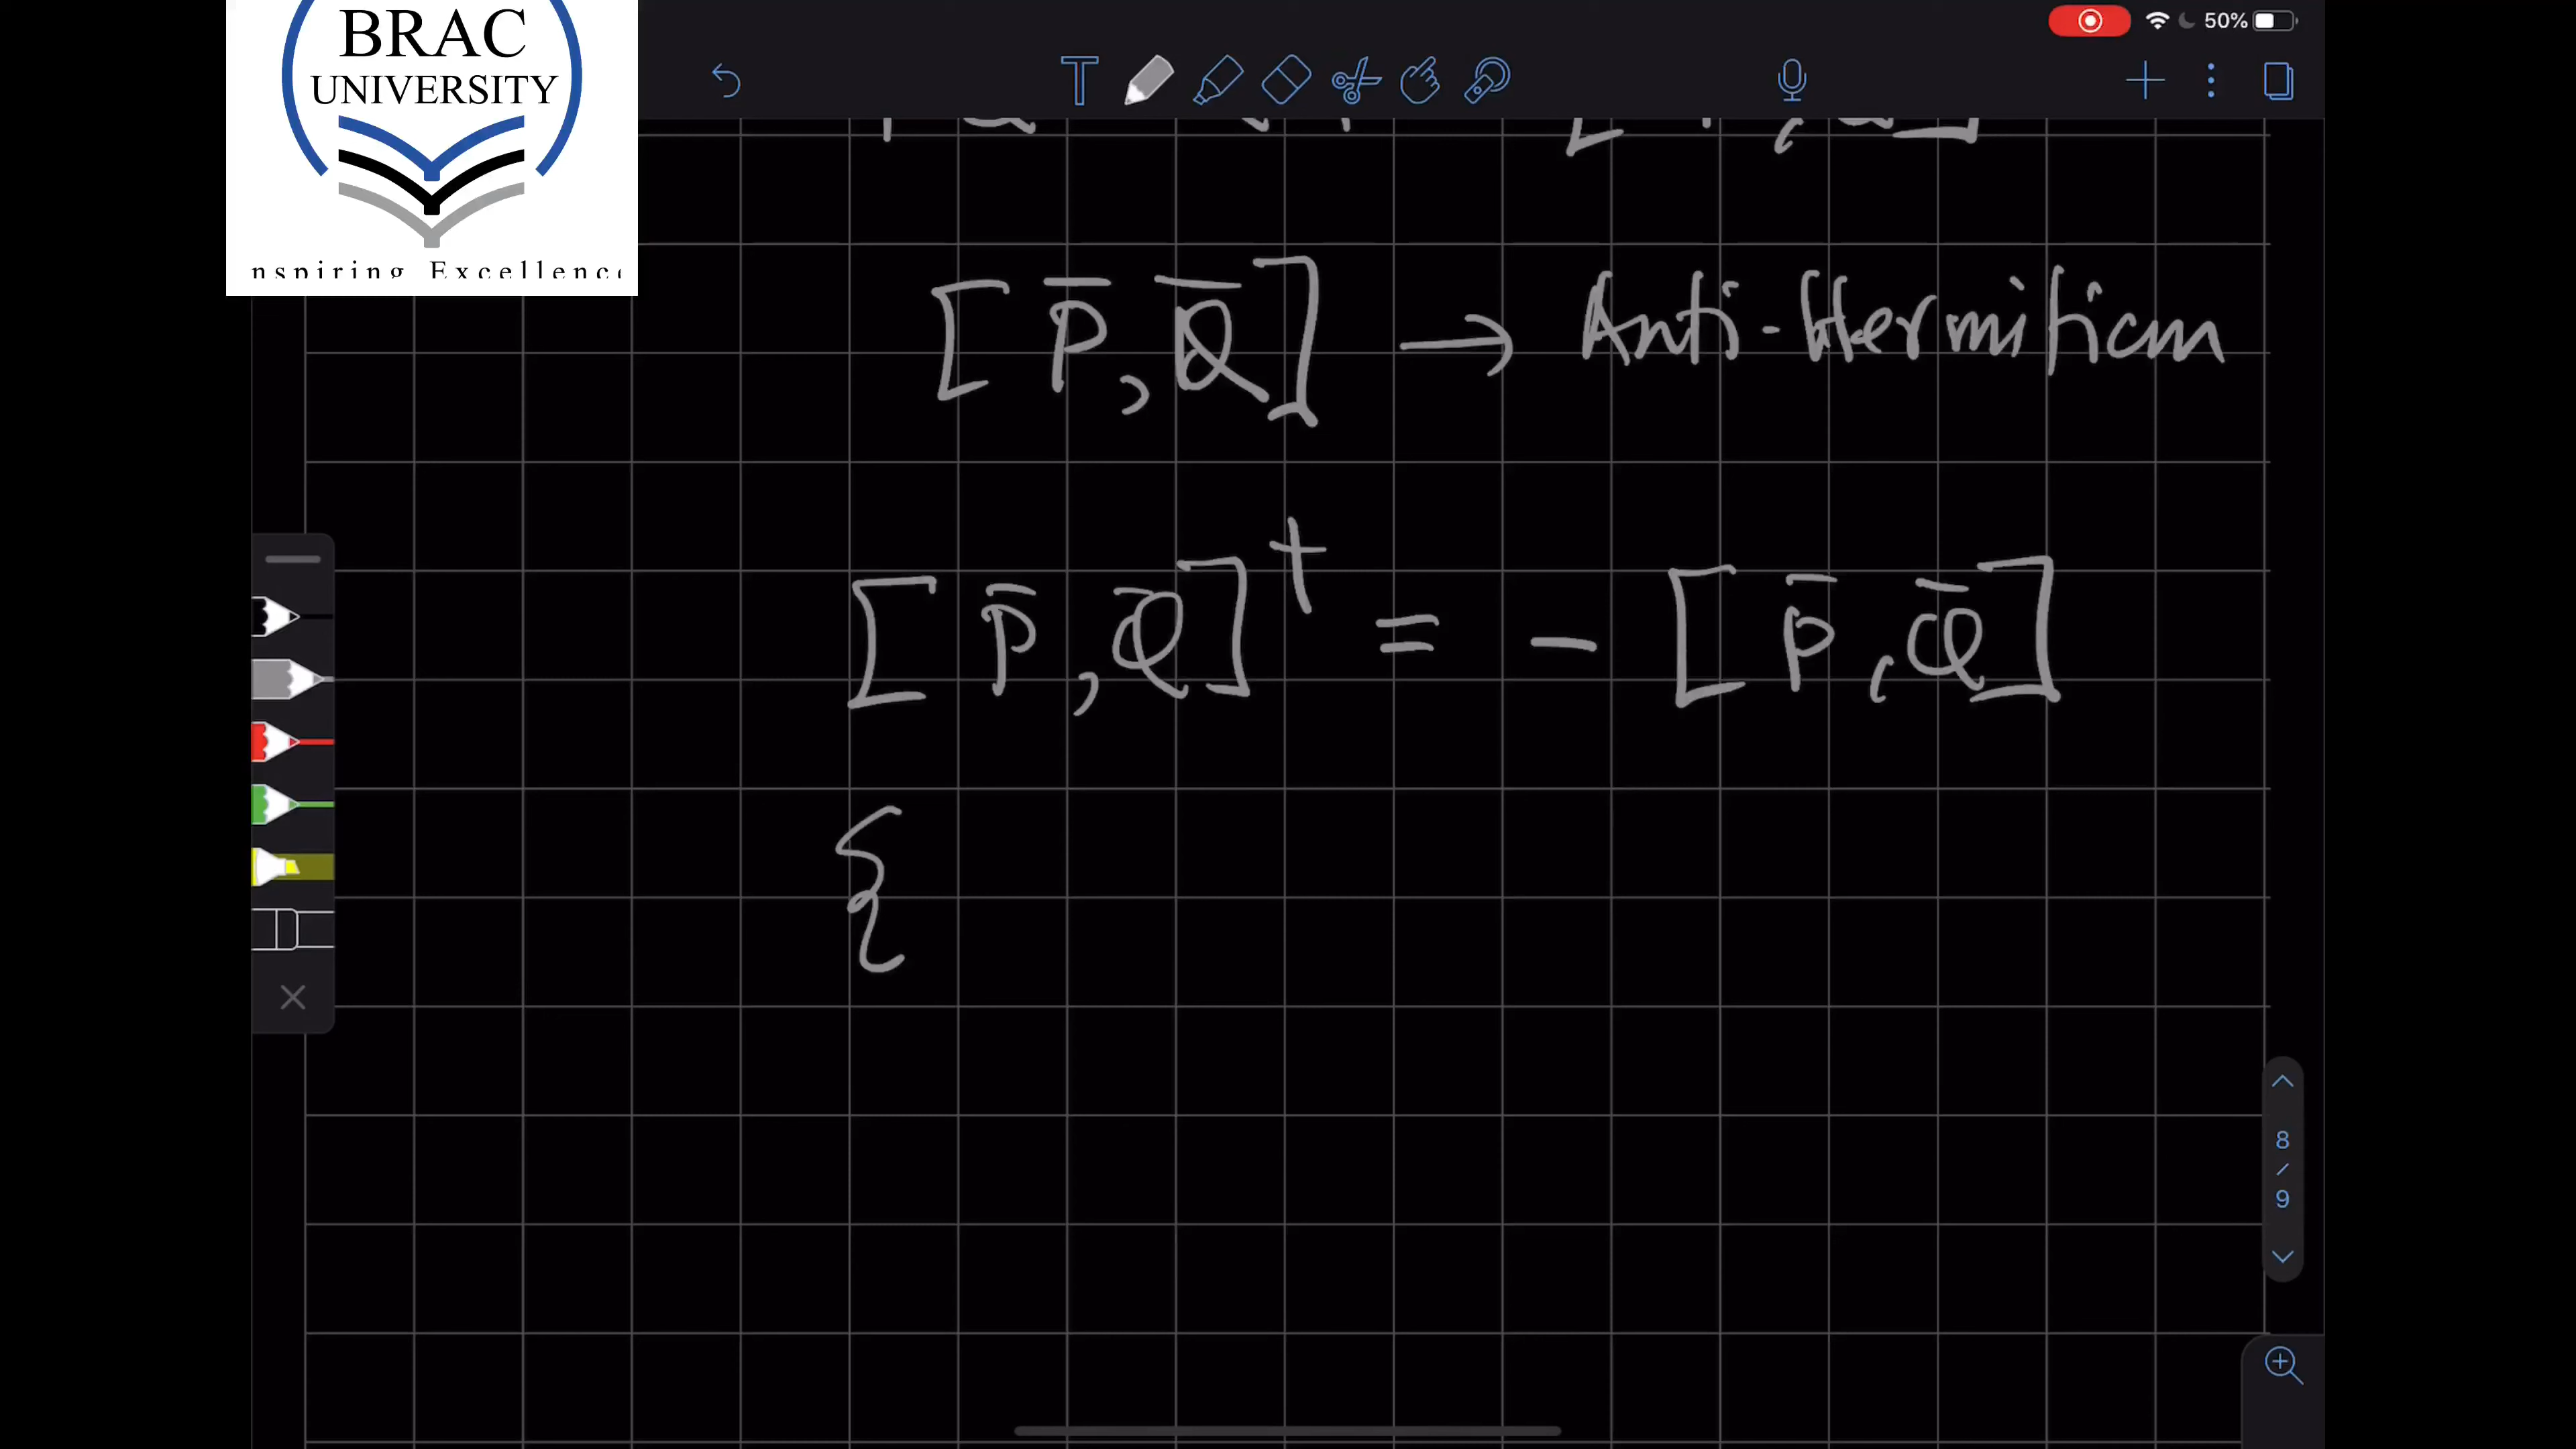 BRAC
UNIVERSITY
nspiring Excellenc
50%
T
[ P̄, Q̄ ] → Anti-Hermitian
[ P̄, Q̄ ]† = - [ P̄, Q̄ ]
{
8
/
9